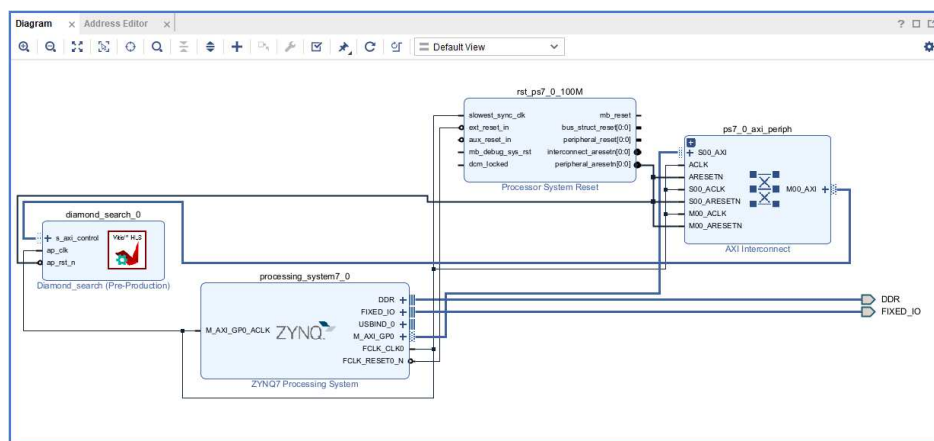 Diagram × Address Editor ×
? □
Default View
rst_ps7_0_100M
slowest_sync_clk mb_reset
ext_reset_in bus_struct_reset[0:0]
aux_reset_in peripheral_reset[0:0]
mb_debug_sys_rst interconnect_aresetn[0:0]
dcm_locked peripheral_aresetn[0:0]
Processor System Reset
ps7_0_axi_periph
S00_AXI
ACLK
ARESETN
S00_ACLK M00_AXI
S00_ARESETN
M00_ACLK
M00_ARESETN
AXI Interconnect
diamond_search_0
s_axi_control
ap_clk
ap_rst_n
Diamond_search (Pre-Production)
processing_system7_0
DDR
FIXED_IO
USBIND_0
M_AXI_GP0_ACLK ZYNQ M_AXI_GP0
FCLK_CLK0
FCLK_RESET0_N
ZYNQ7 Processing System
DDR
FIXED_IO